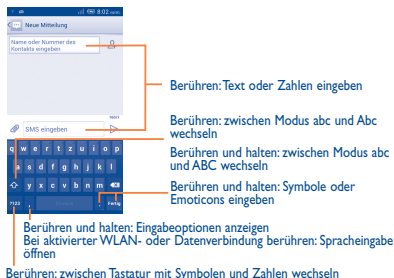 8:02
Neue Mitteilung
Name oder Nummer des
Kontakts eingeben
SMS eingeben
q w e r t z u i o p
a s d f g h j k l
y x c v b n m
?123
, . Fertig
Berühren: Text oder Zahlen eingeben
Berühren: zwischen Modus abc und Abc
wechseln
Berühren und halten: zwischen Modus abc
und ABC wechseln
Berühren und halten: Symbole oder
Emoticons eingeben
Berühren und halten: Eingabeoptionen anzeigen
Bei aktivierter WLAN- oder Datenverbindung berühren: Spracheingabe
öffnen
Berühren: zwischen Tastatur mit Symbolen und Zahlen wechseln